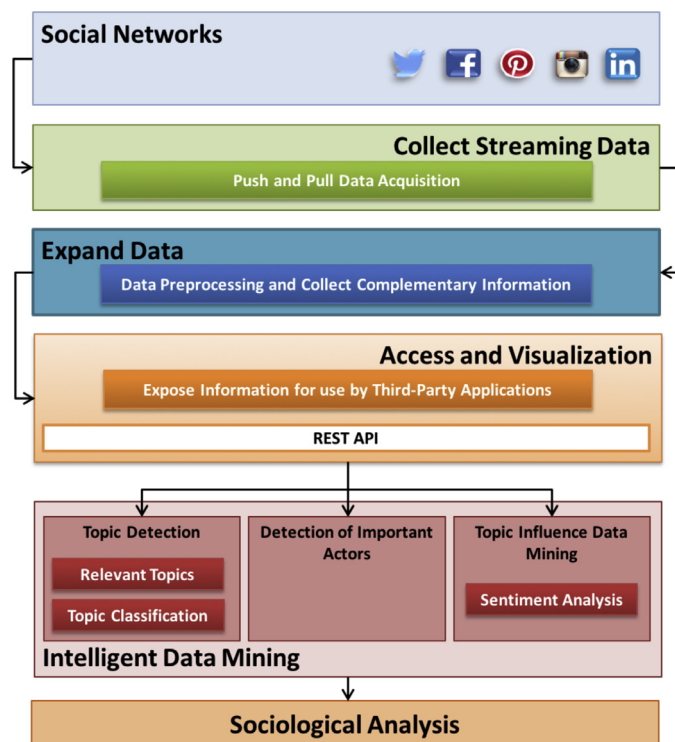 Social Networks
Collect Streaming Data
Push and Pull Data Acquisition
Expand Data
Data Preprocessing and Collect Complementary Information
Access and Visualization
Expose Information for use by Third-Party Applications
REST API
Topic Detection
Relevant Topics
Topic Classification
Detection of Important
Actors
Topic Influence Data
Mining
Sentiment Analysis
Intelligent Data Mining
Sociological Analysis